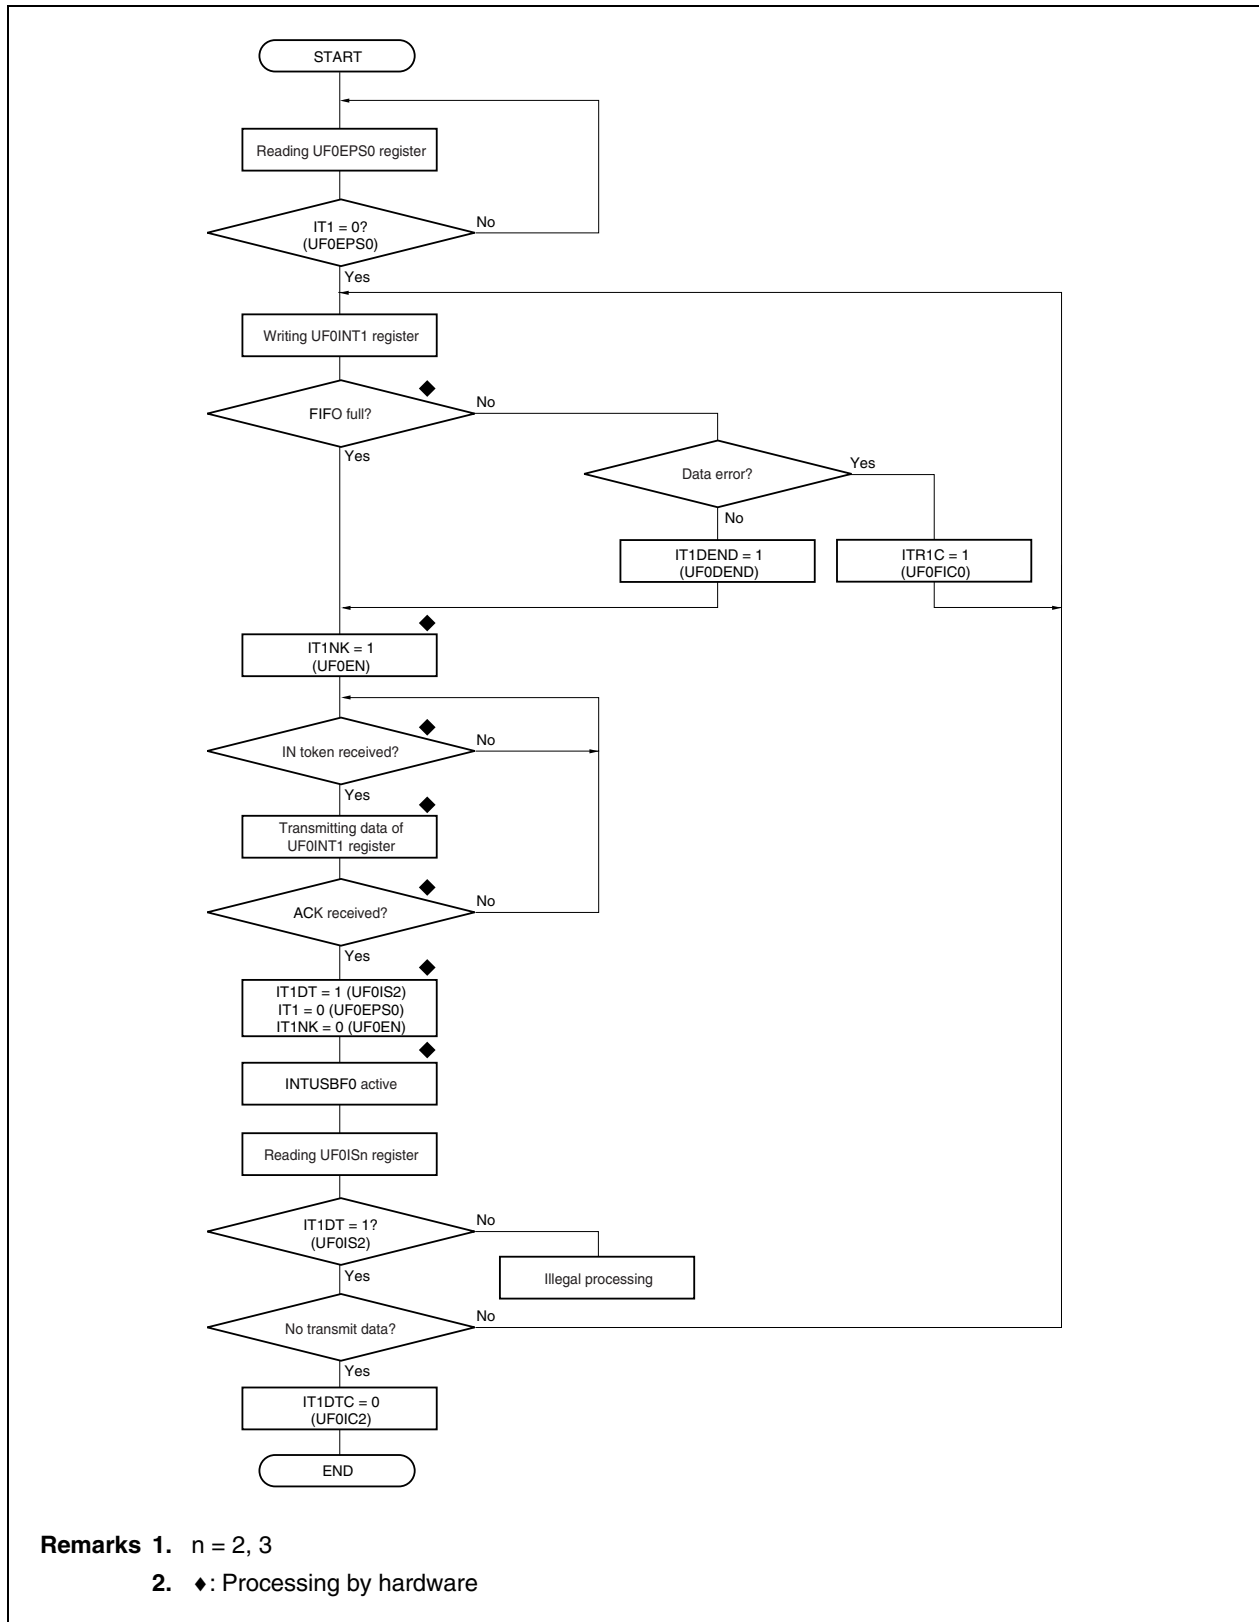 START
Reading UF0EPS0 register
IT1 = 0?
(UF0EPS0)
No
Yes
Writing UF0INT1 register
FIFO full?
No
Yes
Data error?
Yes
No
IT1DEND = 1
(UF0DEND)
ITR1C = 1
(UF0FIC0)
IT1NK = 1
(UF0EN)
IN token received?
No
Yes
Transmitting data of
UF0INT1 register
ACK received?
No
Yes
IT1DT = 1 (UF0IS2)
IT1 = 0 (UF0EPS0)
IT1NK = 0 (UF0EN)
INTUSBF0 active
Reading UF0ISn register
IT1DT = 1?
(UF0IS2)
No
Yes
Illegal processing
No transmit data?
No
Yes
IT1DTC = 0
(UF0IC2)
END
Remarks 1. n = 2, 3
2. ♦: Processing by hardware